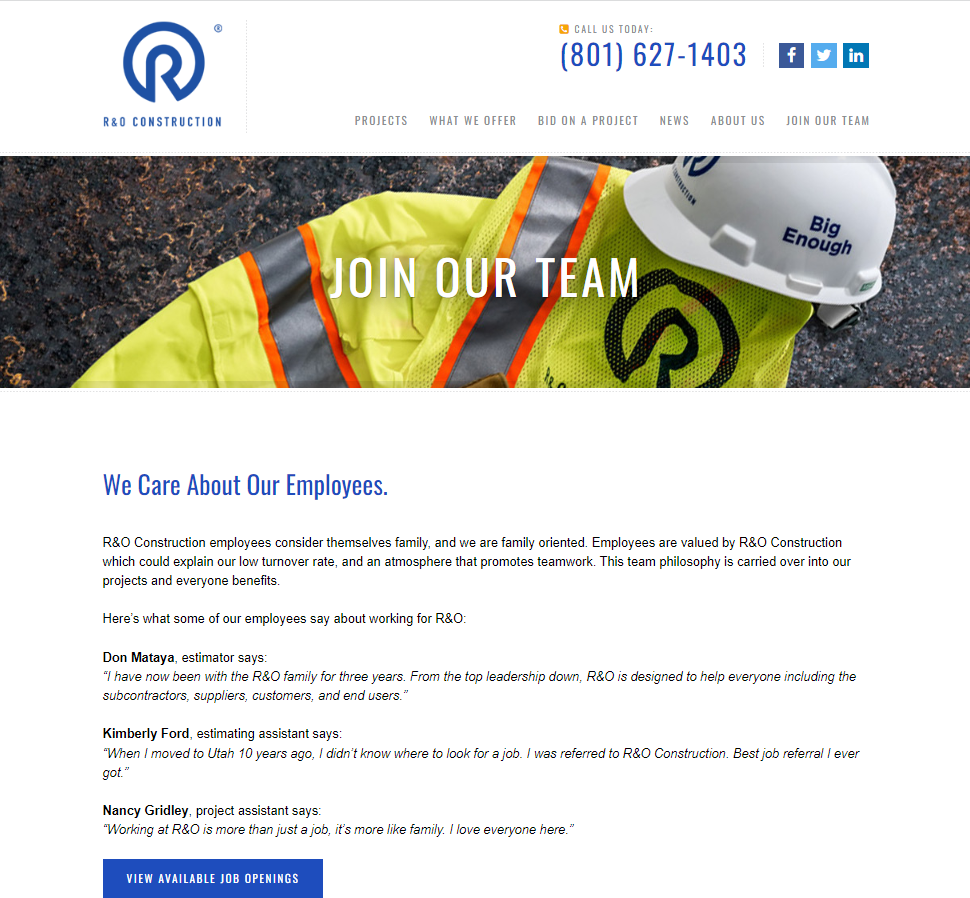 ®
R&O CONSTRUCTION
CALL US TODAY:
(801) 627-1403
PROJECTS WHAT WE OFFER BID ON A PROJECT NEWS ABOUT US JOIN OUR TEAM
CONSTRUCTION
Big
Enough
JOIN OUR TEAM
R&O
We Care About Our Employees.
R&O Construction employees consider themselves family, and we are family oriented. Employees are valued by R&O Construction
which could explain our low turnover rate, and an atmosphere that promotes teamwork. This team philosophy is carried over into our
projects and everyone benefits.
Here’s what some of our employees say about working for R&O:
Don Mataya, estimator says:
“I have now been with the R&O family for three years. From the top leadership down, R&O is designed to help everyone including the
subcontractors, suppliers, customers, and end users.”
Kimberly Ford, estimating assistant says:
“When I moved to Utah 10 years ago, I didn’t know where to look for a job. I was referred to R&O Construction. Best job referral I ever
got.”
Nancy Gridley, project assistant says:
“Working at R&O is more than just a job, it’s more like family. I love everyone here.”
VIEW AVAILABLE JOB OPENINGS